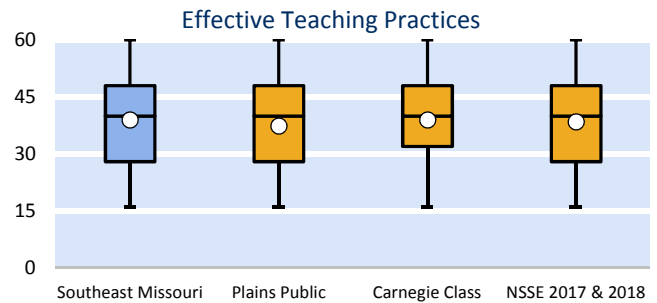 Effective Teaching Practices
60
45
30
15
0
Southeast Missouri Plains Public Carnegie Class NSSE 2017 & 2018